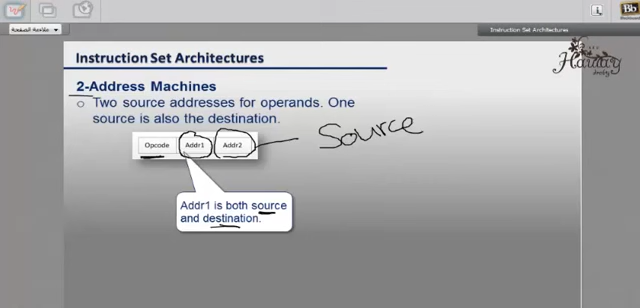 Bb
Instruction Set Architectures
Instruction Set Architectures
2-Address Machines
Two source addresses for operands. One
source is also the destination.
Opcode Addr1 Addr2
Source
Addr1 is both source
and destination.